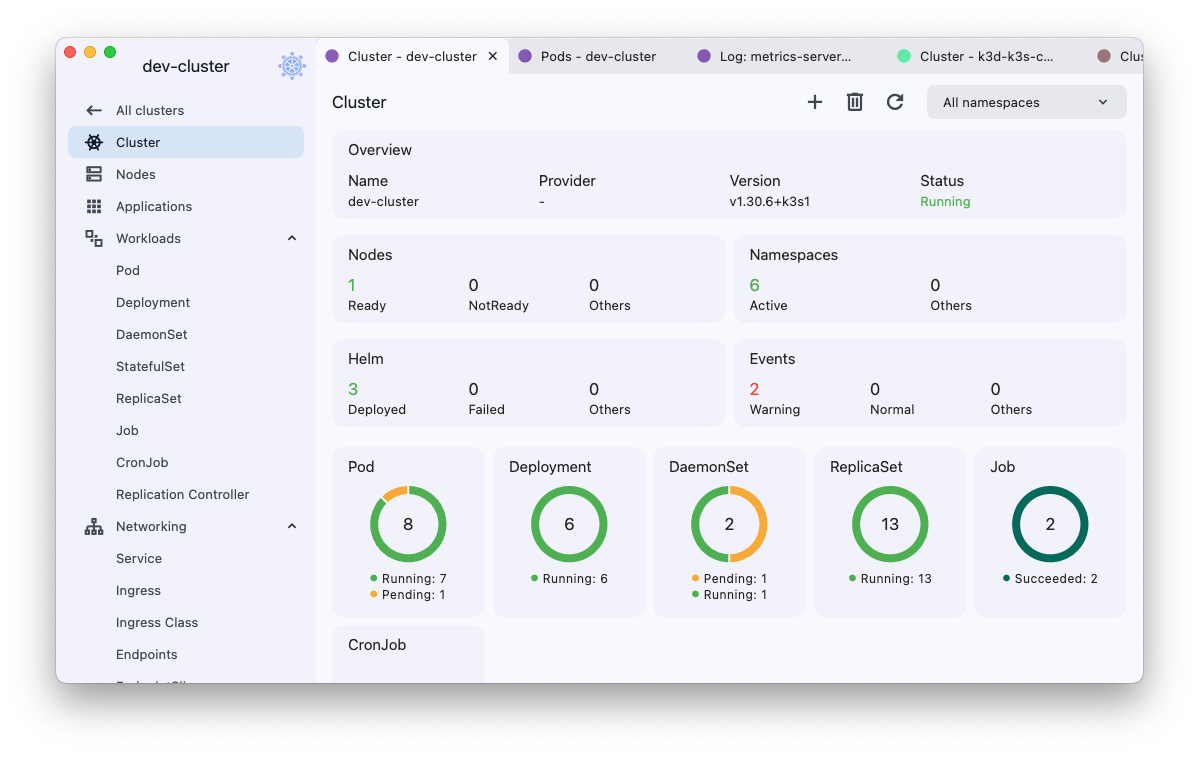 dev-cluster
All clusters
Cluster
Nodes
Applications
Workloads
Pod
Deployment
DaemonSet
StatefulSet
ReplicaSet
Job
CronJob
Replication Controller
Networking
Service
Ingress
Ingress Class
Endpoints
Cluster - dev-cluster
Pods - dev-cluster
Log: metrics-server...
Cluster - k3d-k3s-c...
Clus
Cluster
All namespaces
Overview
Name Provider Version Status
dev-cluster - v1.30.6+k3s1 Running
Nodes
1 0 0
Ready NotReady Others
Namespaces
6 0
Active Others
Helm
3 0 0
Deployed Failed Others
Events
2 0 0
Warning Normal Others
Pod
8
Running: 7
Pending: 1
Deployment
6
Running: 6
DaemonSet
2
Pending: 1
Running: 1
ReplicaSet
13
Running: 13
Job
2
Succeeded: 2
CronJob